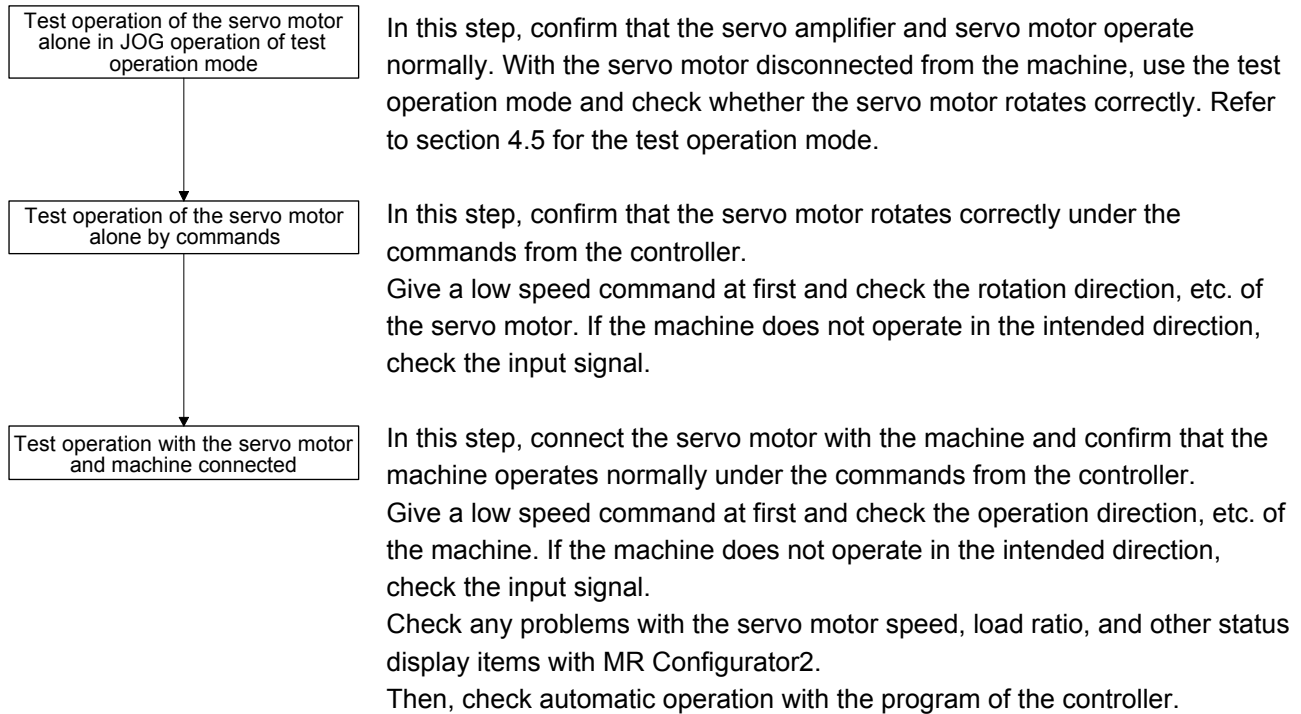 Test operation of the servo motor
alone in JOG operation of test
operation mode
In this step, confirm that the servo amplifier and servo motor operate
normally. With the servo motor disconnected from the machine, use the test
operation mode and check whether the servo motor rotates correctly. Refer
to section 4.5 for the test operation mode.
Test operation of the servo motor
alone by commands
In this step, confirm that the servo motor rotates correctly under the
commands from the controller.
Give a low speed command at first and check the rotation direction, etc. of
the servo motor. If the machine does not operate in the intended direction,
check the input signal.
Test operation with the servo motor
and machine connected
In this step, connect the servo motor with the machine and confirm that the
machine operates normally under the commands from the controller.
Give a low speed command at first and check the operation direction, etc. of
the machine. If the machine does not operate in the intended direction,
check the input signal.
Check any problems with the servo motor speed, load ratio, and other status
display items with MR Configurator2.
Then, check automatic operation with the program of the controller.